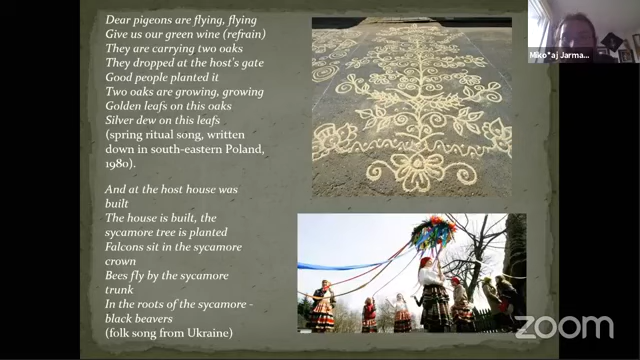 Dear pigeons are flying, flying
Give us our green wine (refrain)
They are carrying two oaks
They dropped at the host's gate
Good people planted it
Two oaks are growing, growing
Golden leafs on this oaks
Silver dew on this leafs
(spring ritual song, written
down in south-eastern Poland,
1980).
And at the host house was
built
The house is built, the
sycamore tree is planted
Falcons sit in the sycamore
crown
Bees fly by the sycamore
trunk
In the roots of the sycamore -
black beavers
(folk song from Ukraine)
Miko*aj Jarma...
zoom